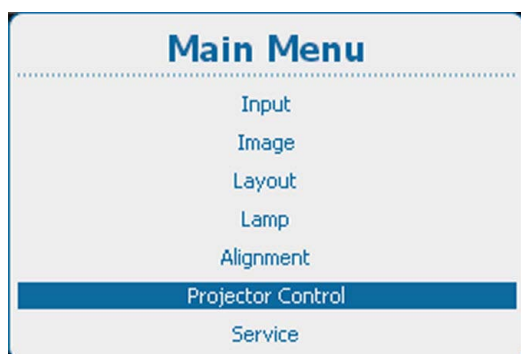 Main Menu
Input
Image
Layout
Lamp
Alignment
Projector Control
Service